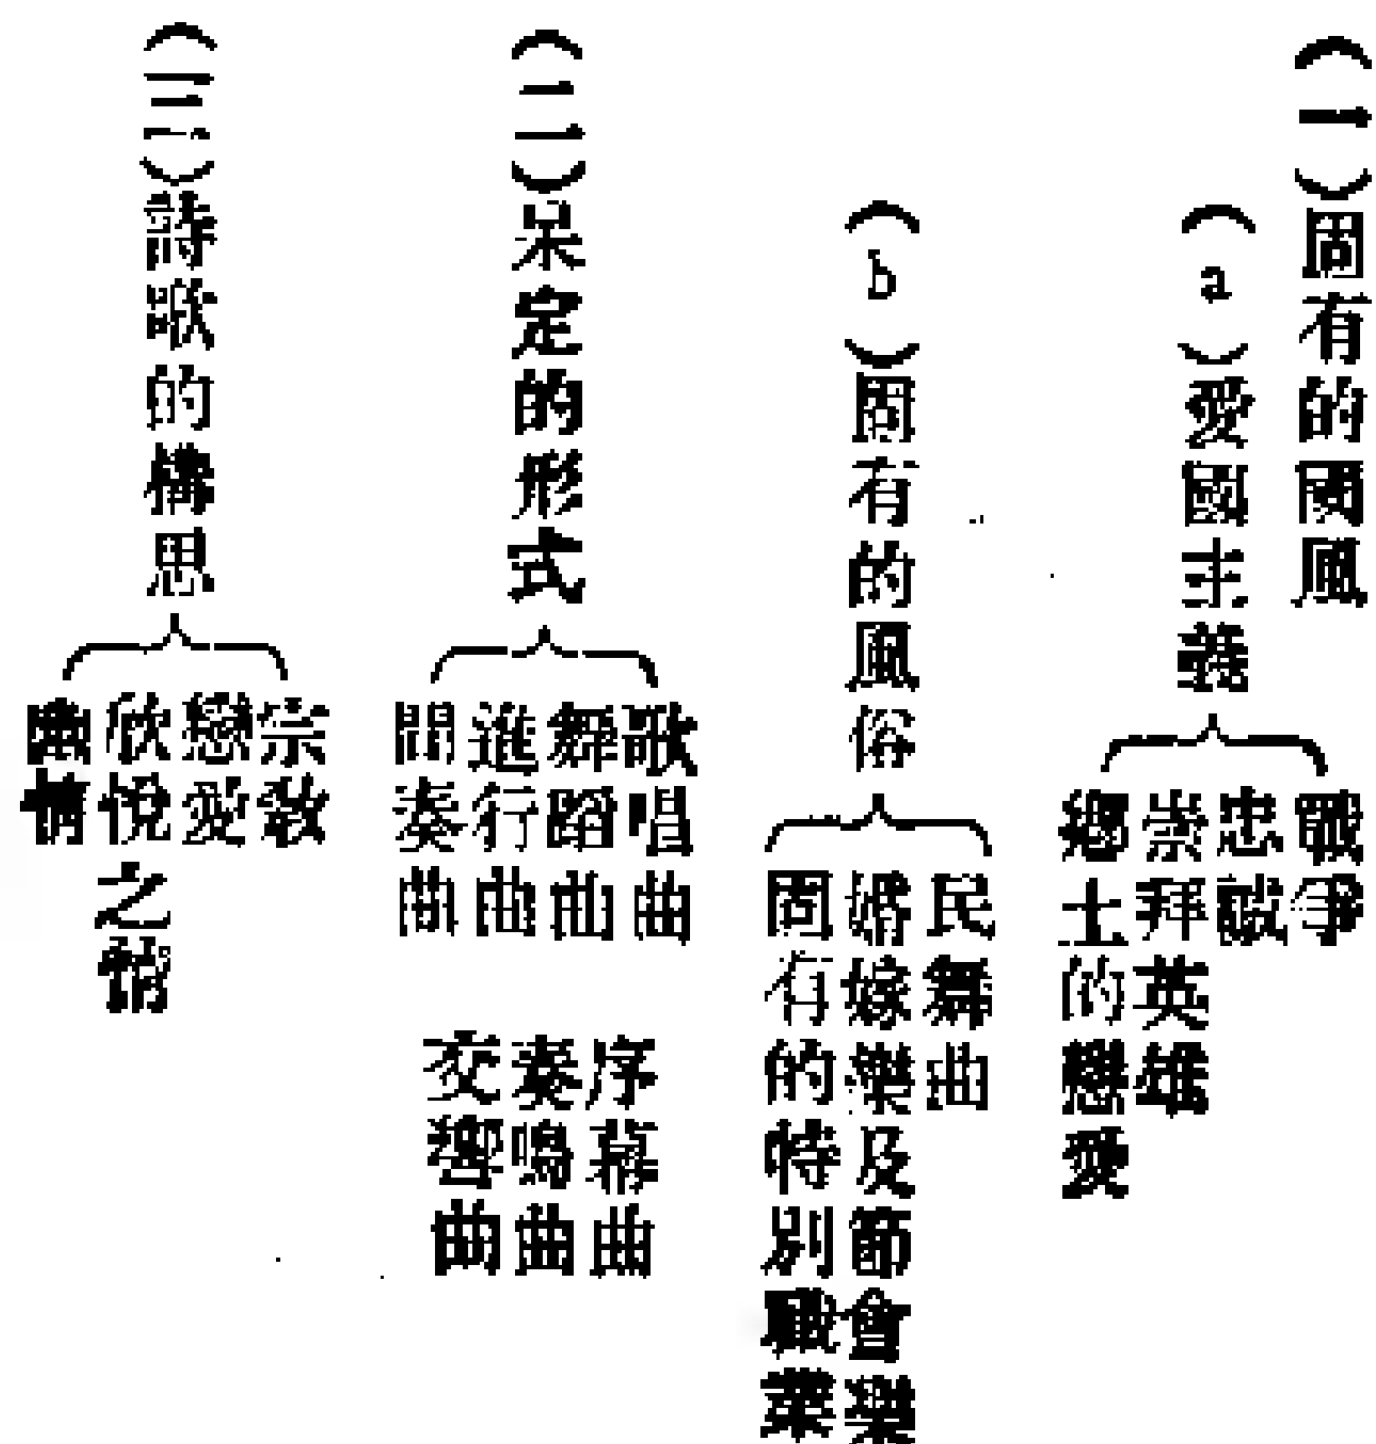 (一)固有的國風
(a)愛國主義
戰爭
忠誠
崇拜英雄
鄉土的戀愛
(b)固有的風俗
民舞曲
婚嫁樂及節會樂
固有的特別職業
(二)呆定的形式
歌唱曲
舞蹈曲
進行曲
間奏曲
序幕曲
奏鳴曲
交響曲
(三)詩歌的構思
宗教
戀愛
欣悅之情
幽情